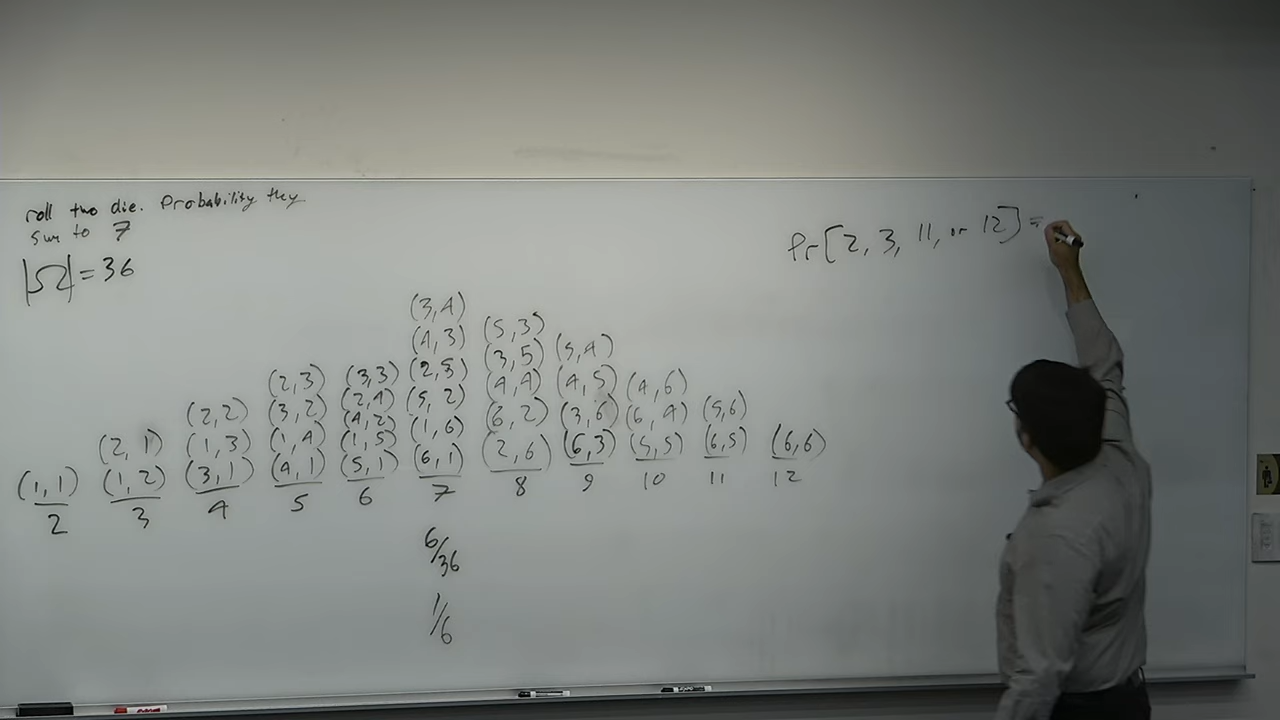 roll two die. Probability they
sum to 7
|Ω| = 36
Pr[2, 3, 11, or 12] =
(3,4)
(4,3) (5,3)
(2,5) (3,5) (5,4)
(2,3) (3,3) (5,2) (4,4) (4,5) (4,6)
(2,2) (3,2) (2,4) (1,6) (6,2) (3,6) (6,4) (5,6)
(2,1) (1,3) (1,4) (4,2) (6,1) (2,6) (6,3) (5,5) (6,5) (6,6)
(1,1) (1,2) (3,1) (4,1) (1,5)
(5,1)
2 3 4 5 6 7 8 9 10 11 12
6/36
1/6